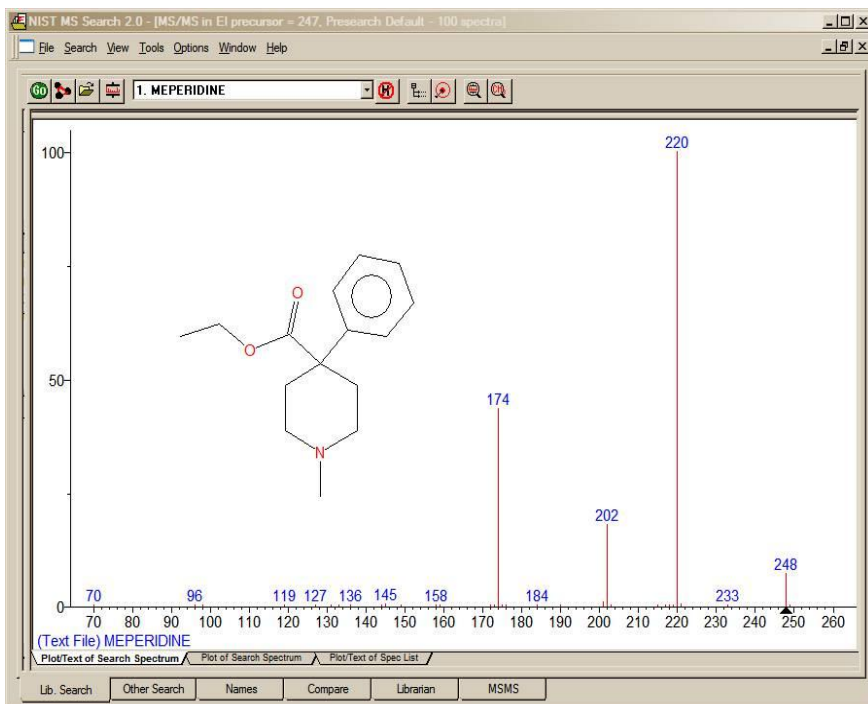 NIST MS Search 2.0 - [MS/MS in EI precursor = 247, Presearch Default - 100 spectra]
File Search View Tools Options Window Help
GO 1. MEPERIDINE
100
220
O
O
50
174
N
202
248
70 96 119 127 136 145 158 184 233
0
70 80 90 100 110 120 130 140 150 160 170 180 190 200 210 220 230 240 250 260
(Text File) MEPERIDINE
Plot/Text of Search Spectrum Plot of Search Spectrum Plot/Text of Spec List
Lib. Search Other Search Names Compare Librarian MSMS